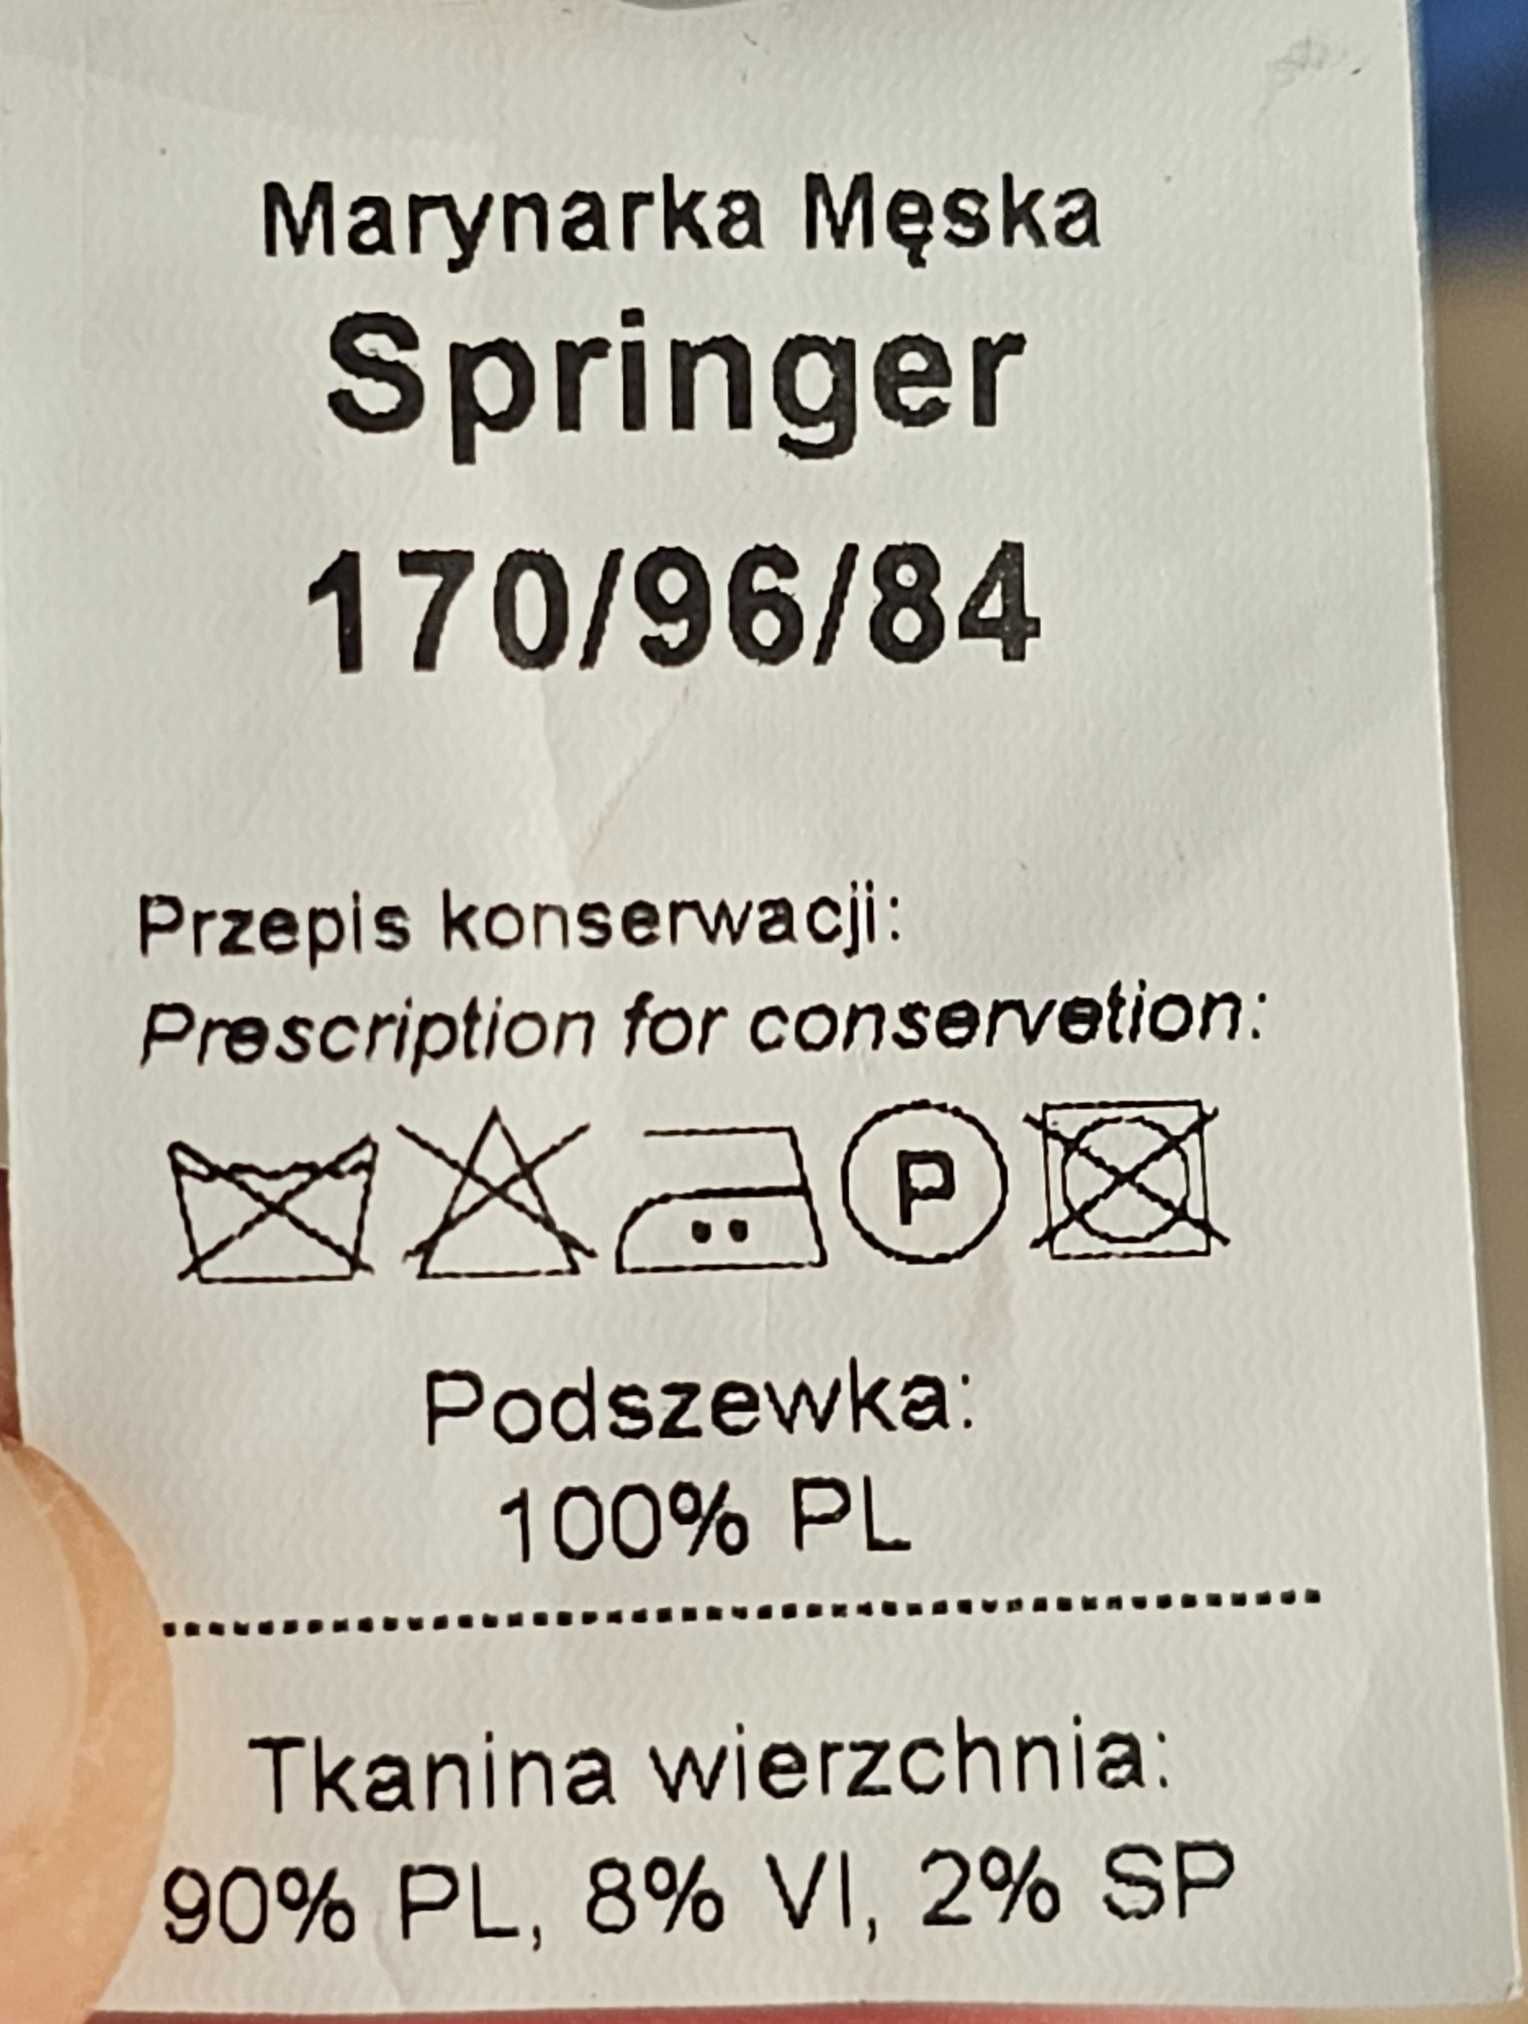 Marynarka Męska
Springer
170/96/84
Przepis konserwacji:
Prescription for conservetion:
P
Podszewka:
100% PL
Tkanina wierzchnia:
90% PL, 8% VI, 2% SP